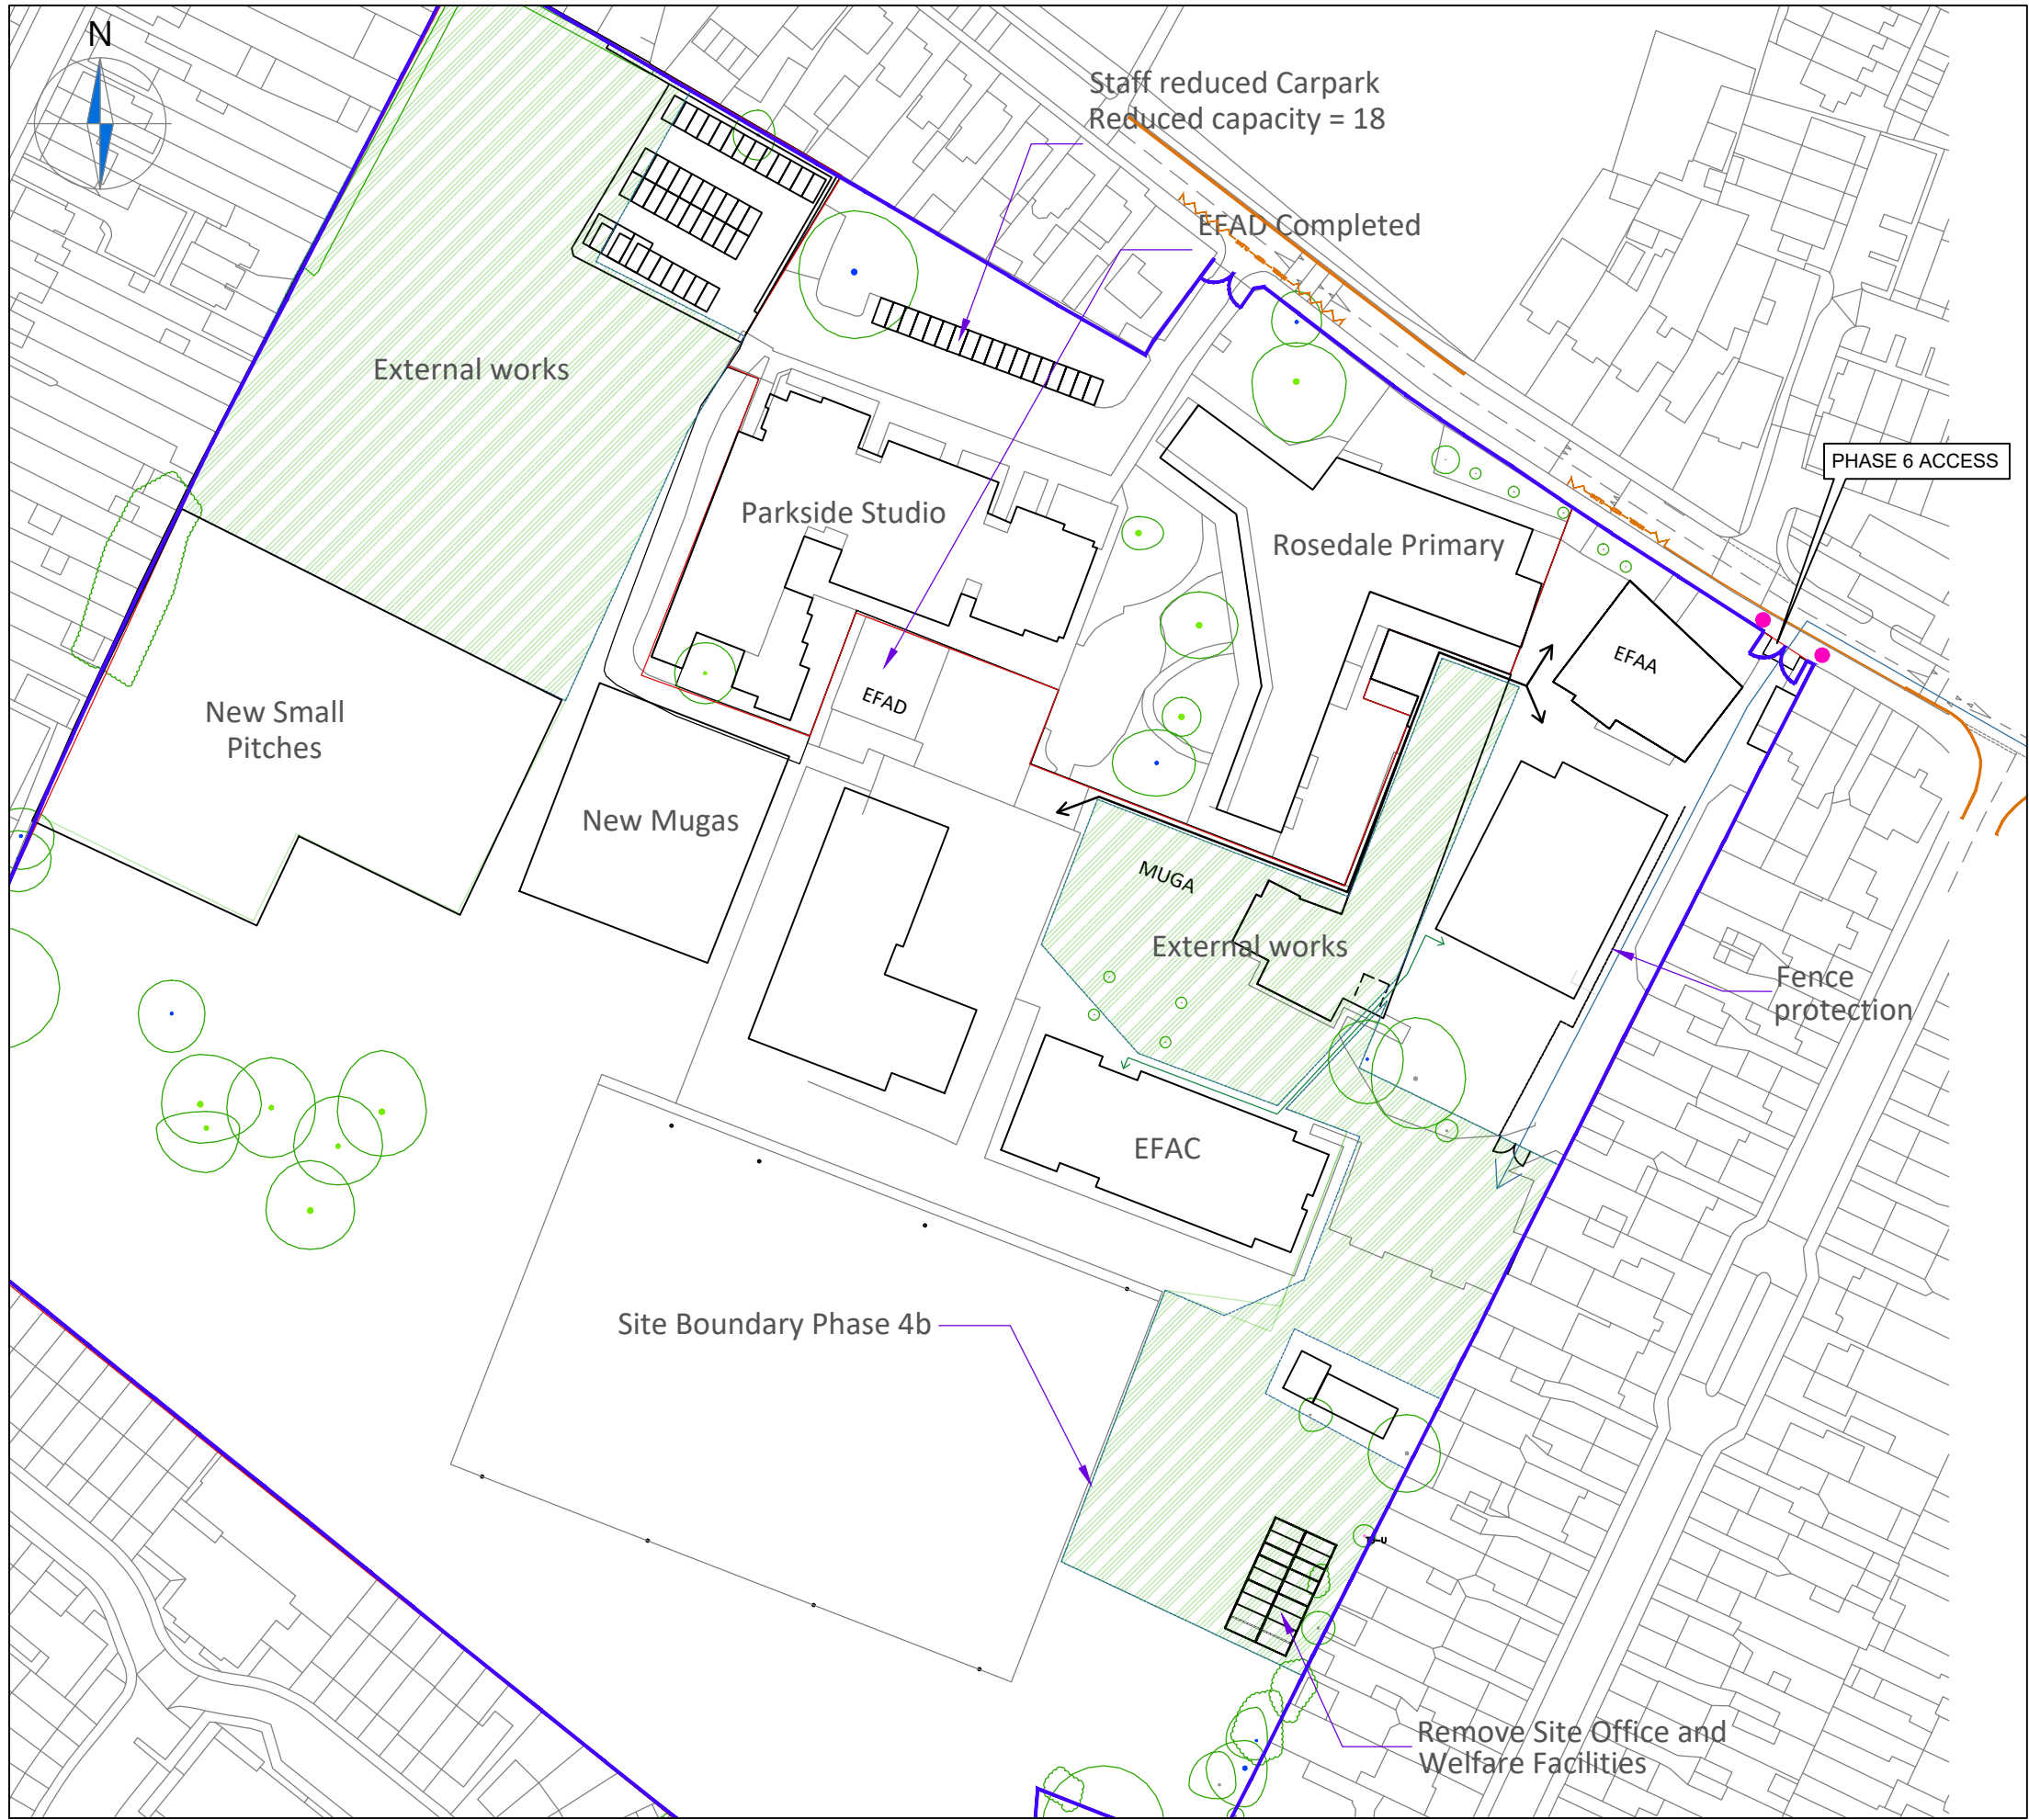 N
Staff reduced Carpark
Reduced capacity = 18
EFAD Completed
External works
PHASE 6 ACCESS
Parkside Studio
Rosedale Primary
EFAA
EFAD
New Small
Pitches
New Mugas
MUGA
External works
Fence
protection
EFAC
Site Boundary Phase 4b
Remove Site Office and
Welfare Facilities